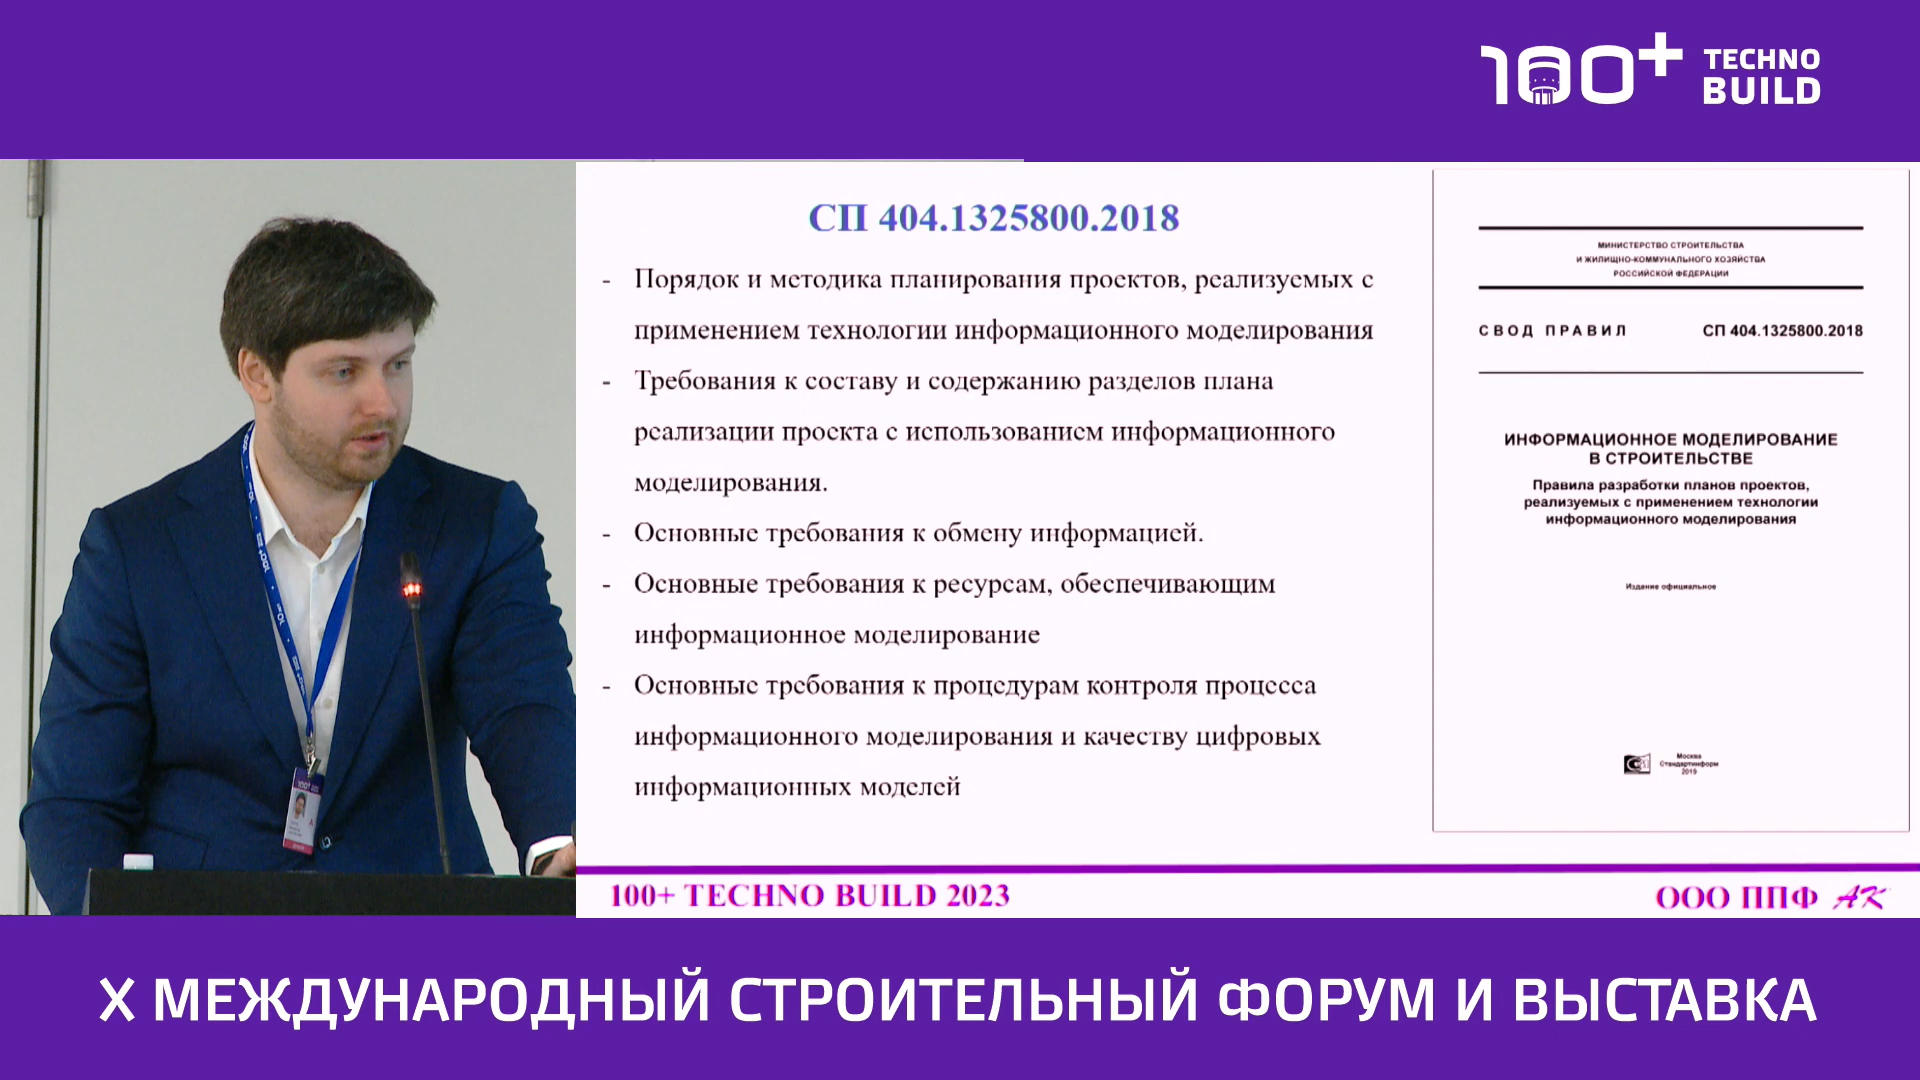 100+ TECHNO
BUILD
СП 404.1325800.2018
- Порядок и методика планирования проектов, реализуемых с
применением технологии информационного моделирования
- Требования к составу и содержанию разделов плана
реализации проекта с использованием информационного
моделирования.
- Основные требования к обмену информацией.
- Основные требования к ресурсам, обеспечивающим
информационное моделирование
- Основные требования к процедурам контроля процесса
информационного моделирования и качеству цифровых
информационных моделей
МИНИСТЕРСТВО СТРОИТЕЛЬСТВА
И ЖИЛИЩНО-КОММУНАЛЬНОГО ХОЗЯЙСТВА
РОССИЙСКОЙ ФЕДЕРАЦИИ
СВОД ПРАВИЛ СП 404.1325800.2018
ИНФОРМАЦИОННОЕ МОДЕЛИРОВАНИЕ
В СТРОИТЕЛЬСТВЕ
Правила разработки планов проектов,
реализуемых с применением технологии
информационного моделирования
Издание официальное
Москва
Стандартинформ
2019
100+ TECHNO BUILD 2023
ООО ППФ АК
X МЕЖДУНАРОДНЫЙ СТРОИТЕЛЬНЫЙ ФОРУМ И ВЫСТАВКА